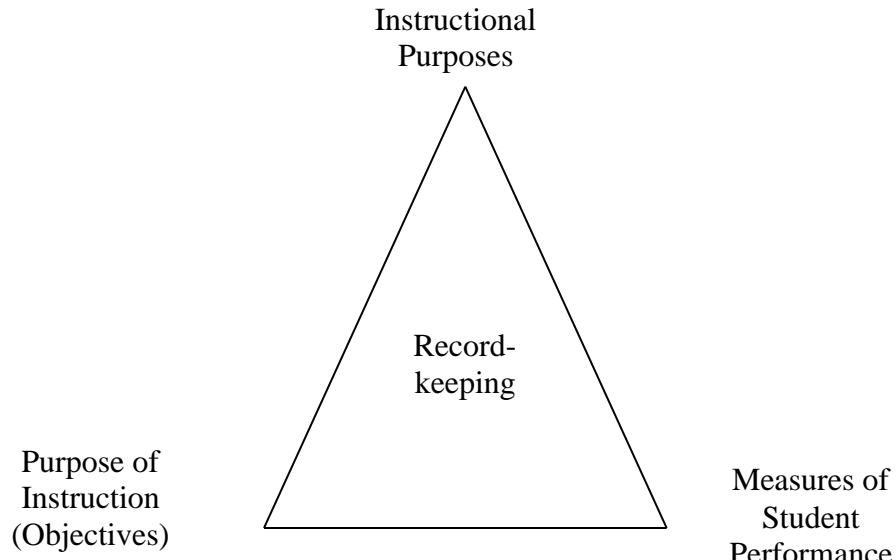 Instructional
Purposes
Record-
keeping
Purpose of
Instruction
(Objectives)
Measures of
Student
Performance